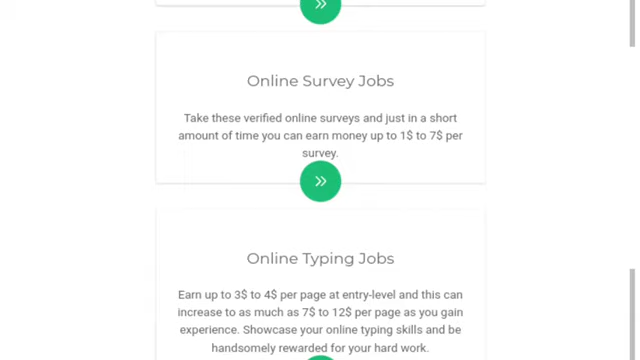 Online Survey Jobs
Take these verified online surveys and just in a short
amount of time you can earn money up to 1$ to 7$ per
survey.
Online Typing Jobs
Earn up to 3$ to 4$ per page at entry-level and this can
increase to as much as 7$ to 12$ per page as you gain
experience. Showcase your online typing skills and be
handsomely rewarded for your hard work.